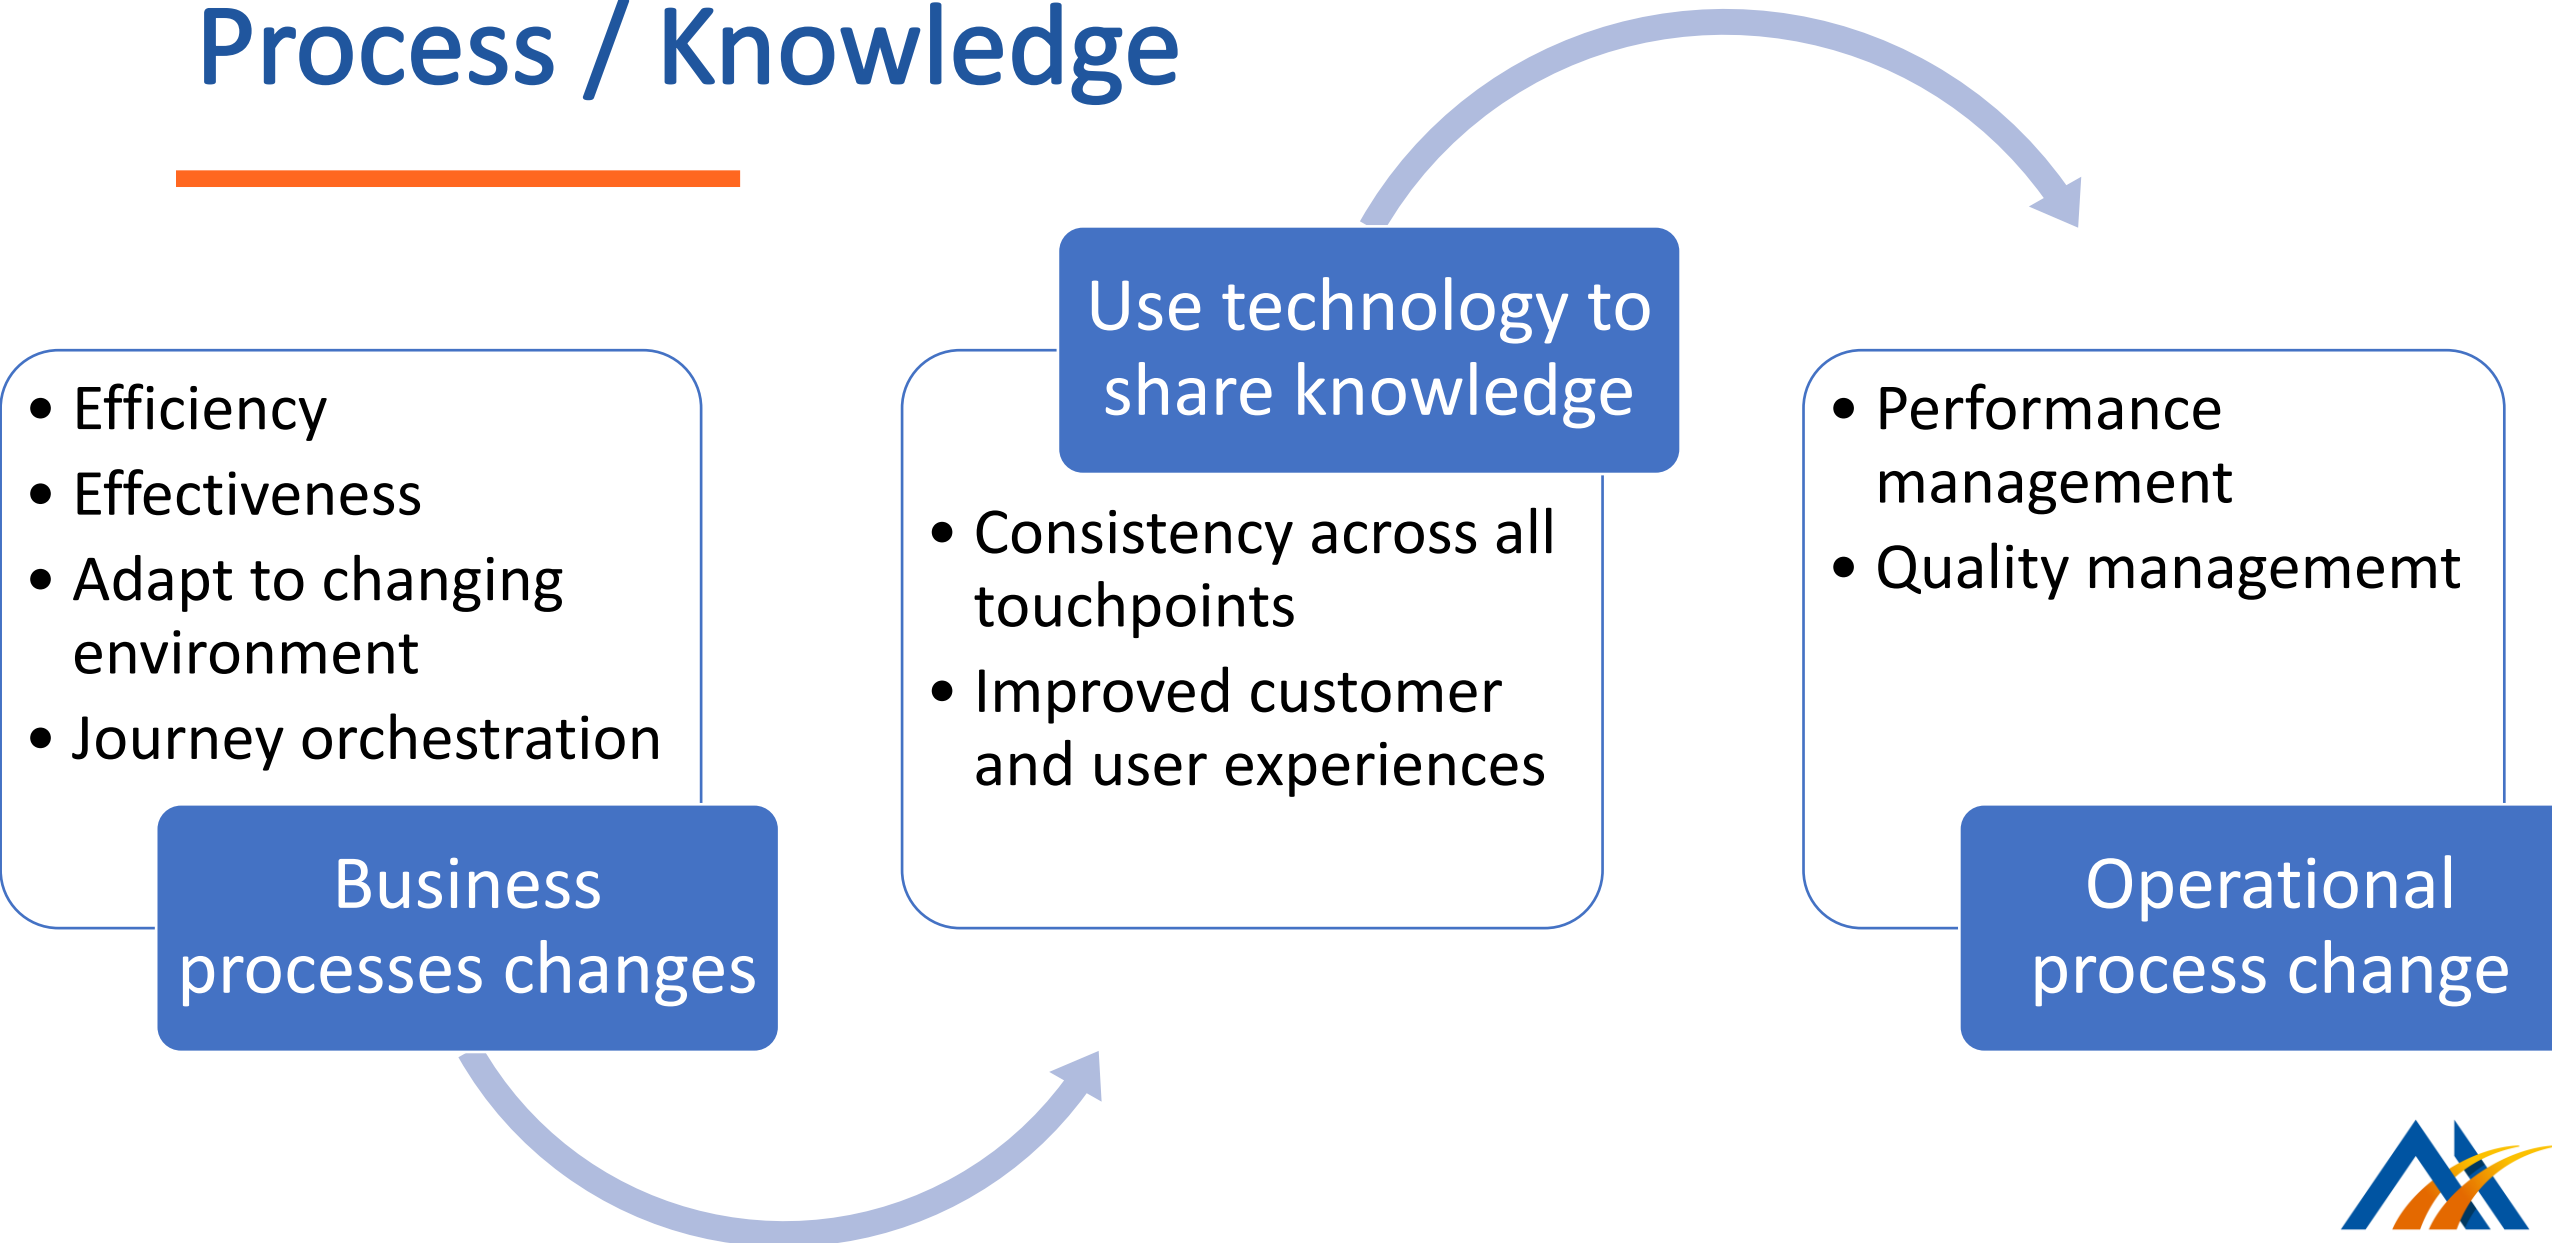 Process / Knowledge
• Efficiency
• Effectiveness
• Adapt to changing
environment
• Journey orchestration
Business
processes changes
Use technology to
share knowledge
• Consistency across all
touchpoints
• Improved customer
and user experiences
• Performance
management
• Quality managememt
Operational
process change